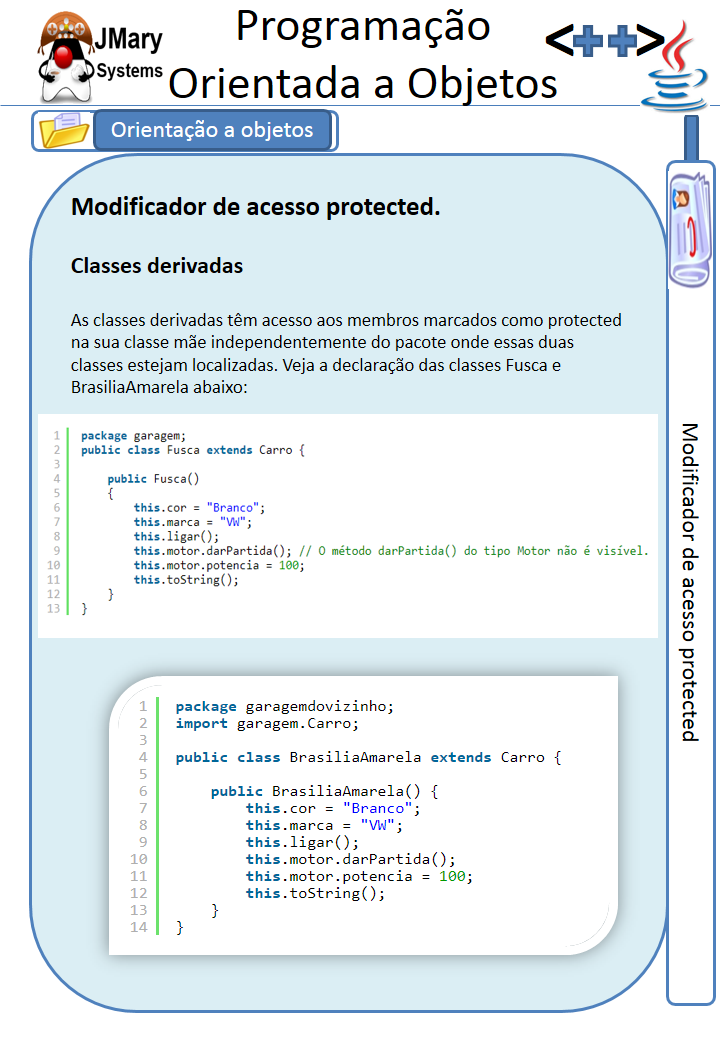 JMary
Systems
Programação
Orientada a Objetos
<++>
Orientação a objetos
Modificador de acesso protected.
Classes derivadas
As classes derivadas têm acesso aos membros marcados como protected
na sua classe mãe independentemente do pacote onde essas duas
classes estejam localizadas. Veja a declaração das classes Fusca e
BrasiliaAmarela abaixo:
1 package garagem;
2 public class Fusca extends Carro {
3
4 public Fusca()
5 {
6 this.cor = "Branco";
7 this.marca = "VW";
8 this.ligar();
9 this.motor.darPartida(); // O método darPartida() do tipo Motor não é visível.
10 this.motor.potencia = 100;
11 this.toString();
12 }
13 }
1 package garagemdovizinho;
2 import garagem.Carro;
3
4 public class BrasiliaAmarela extends Carro {
5
6 public BrasiliaAmarela() {
7 this.cor = "Branco";
8 this.marca = "VW";
9 this.ligar();
10 this.motor.darPartida();
11 this.motor.potencia = 100;
12 this.toString();
13 }
14 }
Modificador de acesso protected